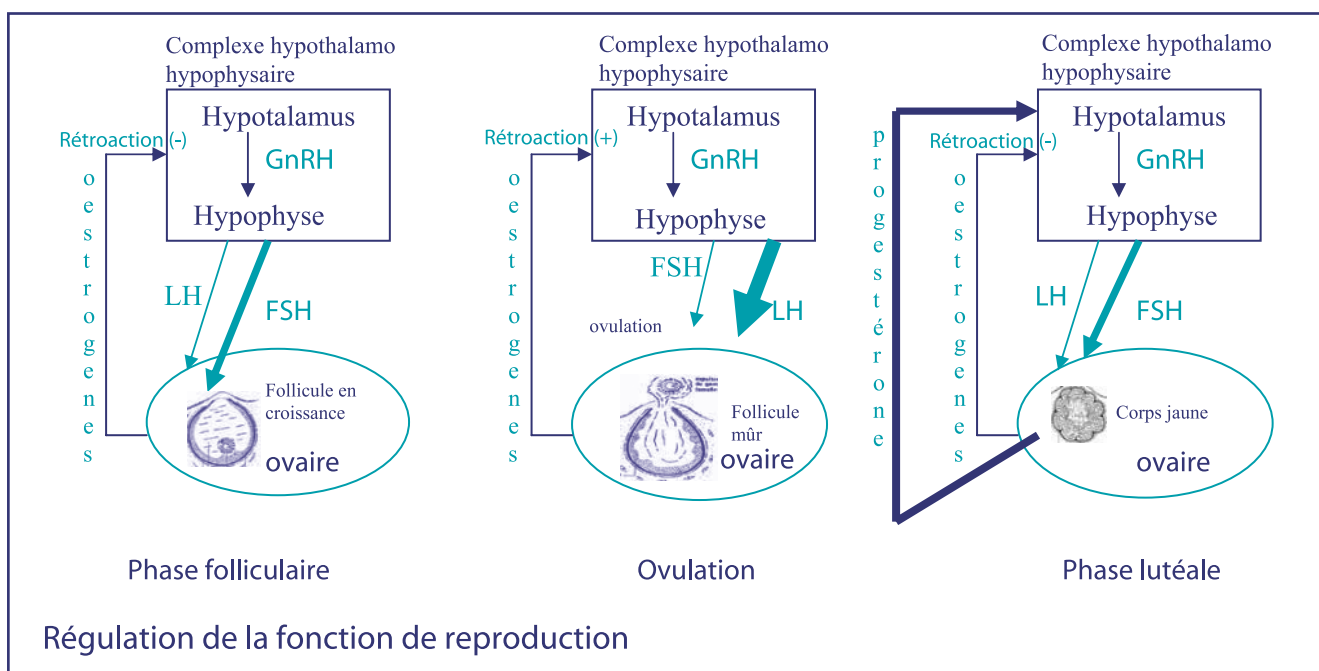 Complexe hypothalamo
hypophysaire
Hypotalamus
Rétroaction (-)
GnRH
Hypophyse
oestrogenes
LH
FSH
Follicule en
croissance
ovaire
Phase folliculaire
Complexe hypothalamo
hypophysaire
Hypotalamus
Rétroaction (+)
GnRH
Hypophyse
oestrogenes
FSH
LH
ovulation
Follicule
mûr
ovaire
Ovulation
Complexe hypothalamo
hypophysaire
progestérone
Hypotalamus
Rétroaction (-)
GnRH
Hypophyse
oestrogenes
LH
FSH
Corps jaune
ovaire
Phase lutéale
Régulation de la fonction de reproduction